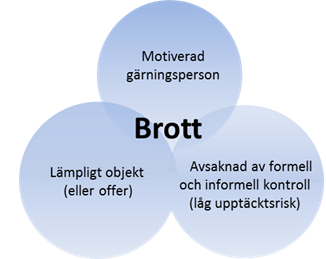 Motiverad
gärningsperson
Brott
Lämpligt objekt
(eller offer)
Avsaknad av formell
och informell kontroll
(låg upptäcktsrisk)